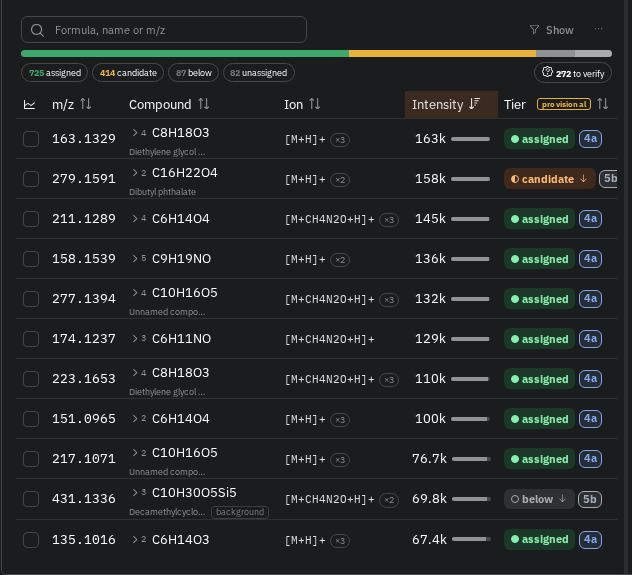 Formula, name or m/z
Show ...
725 assigned 414 candidate 87 below 82 unassigned 272 to verify
m/z Compound Ion Intensity Tier provisional
163.1329 4 C8H18O3 [M+H]+ ×3 163k assigned 4a
Diethylene glycol ...
279.1591 2 C16H22O4 [M+H]+ ×2 158k candidate ↓ 5b
Dibutyl phthalate
211.1289 4 C6H14O4 [M+CH4N2O+H]+ ×3 145k assigned 4a
158.1539 5 C9H19NO [M+H]+ ×2 136k assigned 4a
277.1394 4 C10H16O5 [M+CH4N2O+H]+ ×3 132k assigned 4a
Unnamed compo...
174.1237 3 C6H11NO [M+CH4N2O+H]+ 129k assigned 4a
223.1653 4 C8H18O3 [M+CH4N2O+H]+ ×3 110k assigned 4a
Diethylene glycol ...
151.0965 2 C6H14O4 [M+H]+ ×3 100k assigned 4a
217.1071 2 C10H16O5 [M+H]+ ×3 76.7k assigned 4a
Unnamed compo...
431.1336 3 C10H30O5Si5 [M+CH4N2O+H]+ ×2 69.8k below ↓ 5b
Decamethylcyclo... background
135.1016 2 C6H14O3 [M+H]+ ×3 67.4k assigned 4a